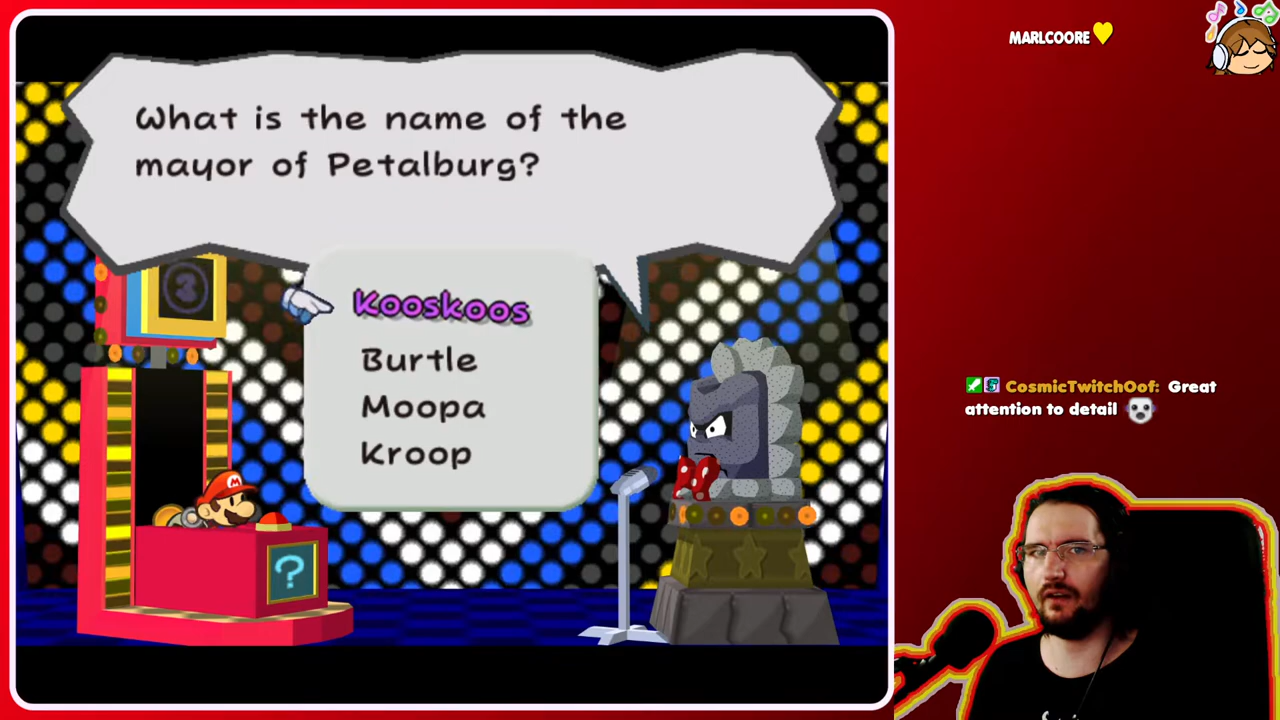 What is the name of the
mayor of Petalburg?
Kooskoos
Burtle
Moopa
Kroop
3
?
M
MARLCOORE
CosmicTwitchOof: Great
attention to detail